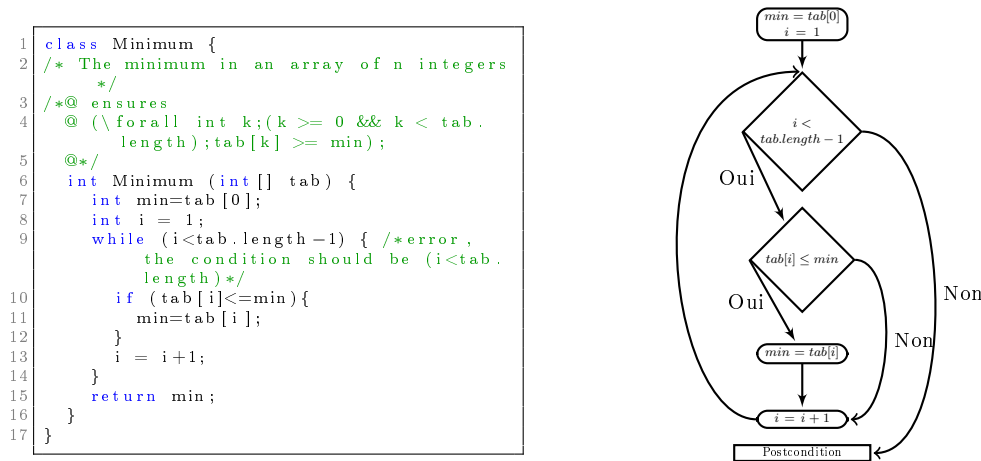 1 class Minimum {
2 /* The minimum in an array of n integers
*/
3 /*@ ensures
4 @ (\forall int k;(k >= 0 && k < tab.
length);tab[k] >= min);
5 @*/
6 int Minimum (int[] tab) {
7 int min=tab[0];
8 int i = 1;
9 while (i<tab.length-1) { /*error,
the condition should be (i<tab.
length)*/
10 if (tab[i]<=min){
11 min=tab[i];
12 }
13 i = i+1;
14 }
15 return min;
16 }
17 }
min = tab[0]
i = 1
i <
tab.length − 1
Oui
tab[i] ≤ min
Oui
Non
Non
min = tab[i]
i = i + 1
Postcondition